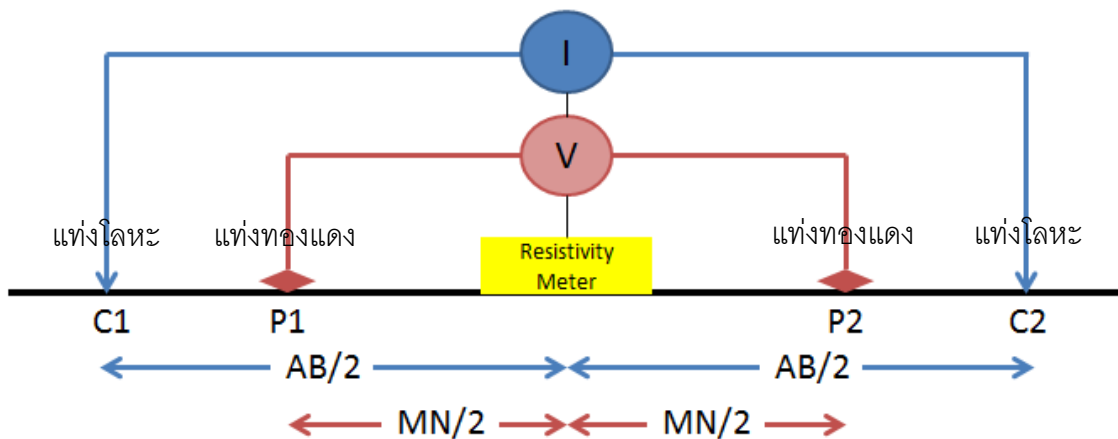 I
V
แท่งโลหะ แท่งทองแดง แท่งทองแดง แท่งโลหะ
Resistivity
Meter
C1 P1 P2 C2
AB/2 AB/2
MN/2 MN/2